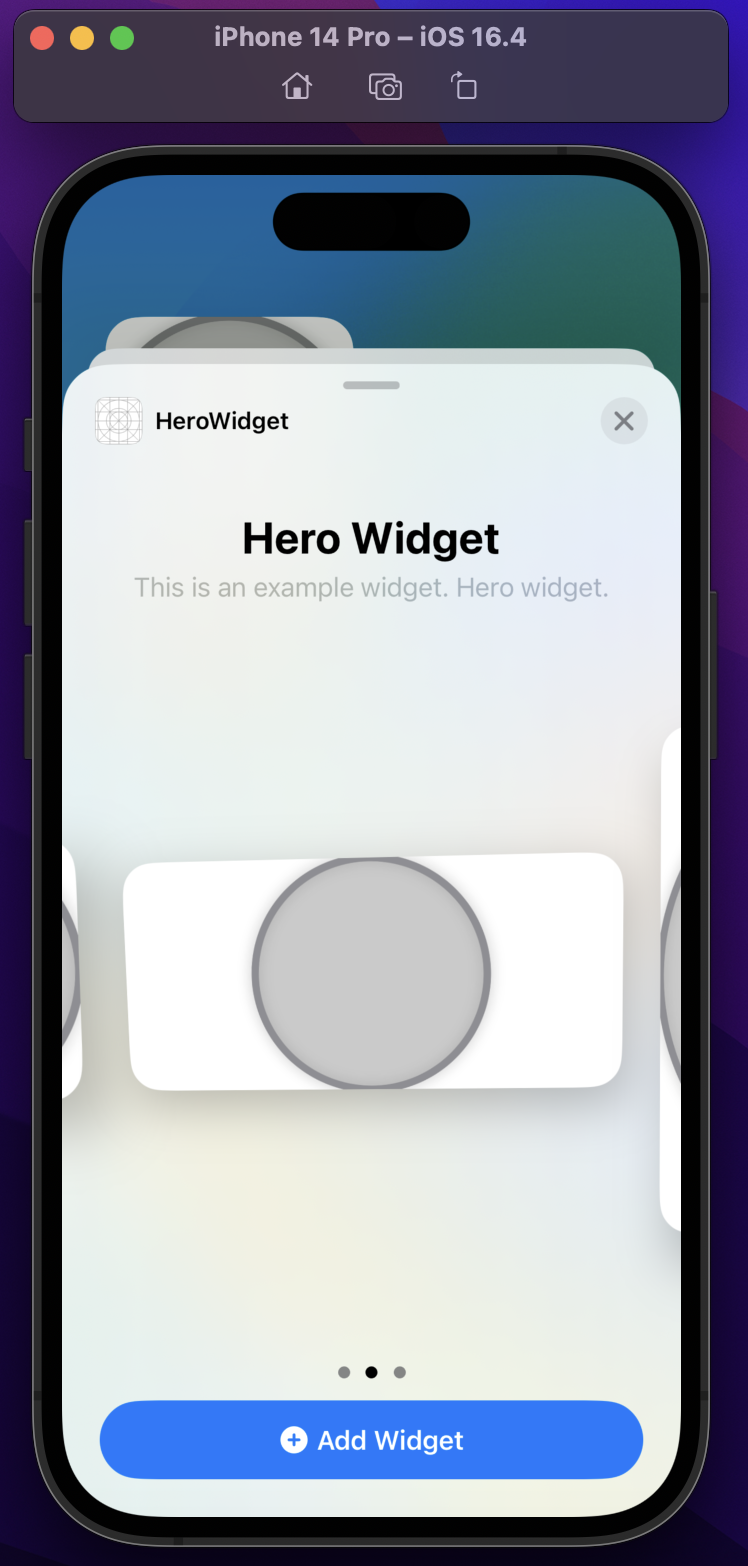 iPhone 14 Pro – iOS 16.4
HeroWidget
Hero Widget
This is an example widget. Hero widget.
Add Widget